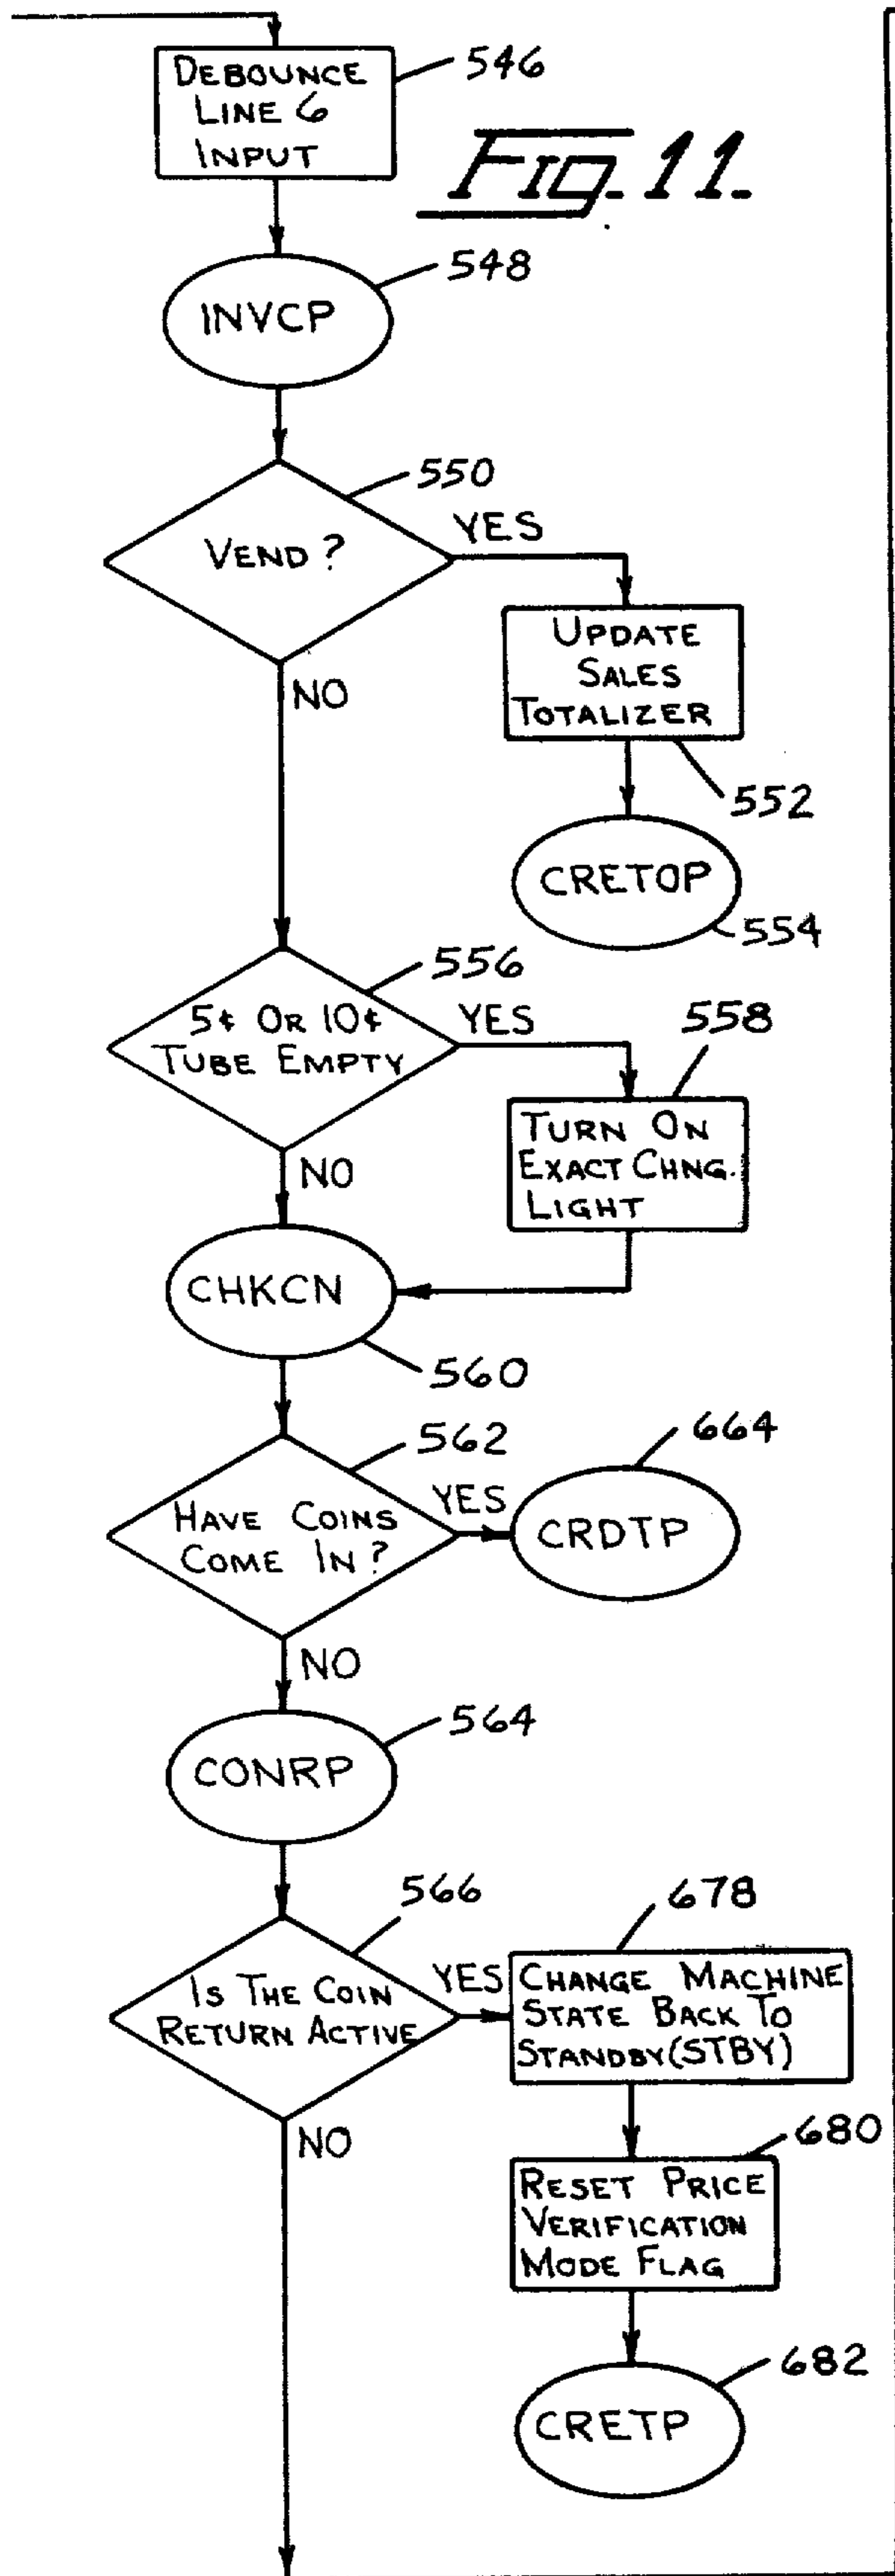 DEBOUNCE
LINE 6
INPUT
546
Fig. 11.
INVCP
548
550
VEND ?
YES
NO
UPDATE
SALES
TOTALIZER
552
CRETOP
554
556
5¢ OR 10¢
TUBE EMPTY
YES
NO
558
TURN ON
EXACT CHNG.
LIGHT
CHKCN
560
562
HAVE COINS
COME IN ?
YES
NO
664
CRDTP
564
CONRP
566
IS THE COIN
RETURN ACTIVE
YES
NO
678
CHANGE MACHINE
STATE BACK TO
STANDBY(STBY)
680
RESET PRICE
VERIFICATION
MODE FLAG
682
CRETP